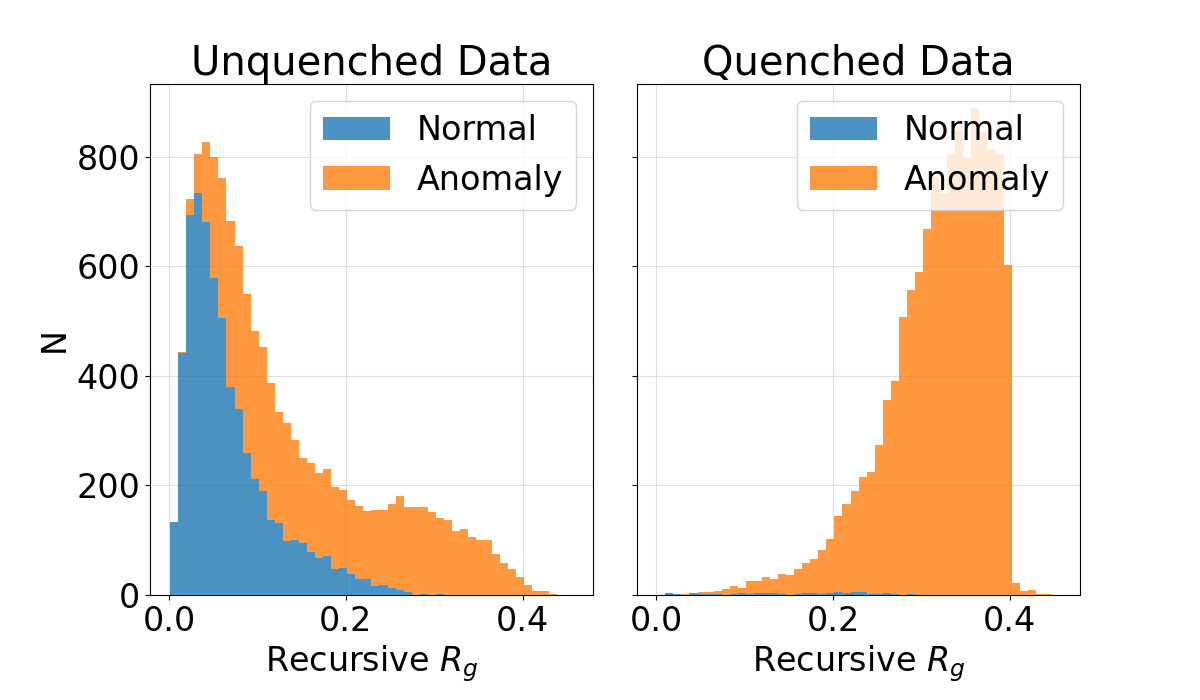 Unquenched Data
Normal
Anomaly
N
800
600
400
200
0
0.0 0.2 0.4
Recursive $R_g$
Quenched Data
Normal
Anomaly
0.0 0.2 0.4
Recursive $R_g$